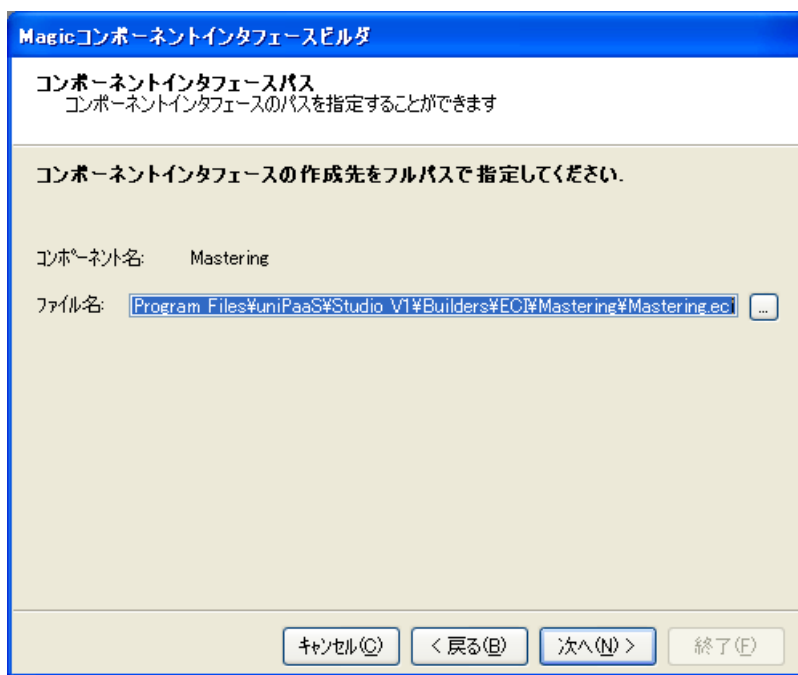 Magicコンポーネントインタフェースビルダ
コンポーネントインタフェースパス
コンポーネントインタフェースのパスを指定することができます
コンポーネントインタフェースの作成先をフルパスで指定してください.
コンポーネント名: Mastering
ファイル名: Program Files¥uniPaaS¥Studio V1¥Builders¥ECI¥Mastering¥Mastering.eci ...
キャンセル(C) < 戻る(B) 次へ(N) > 終了(F)